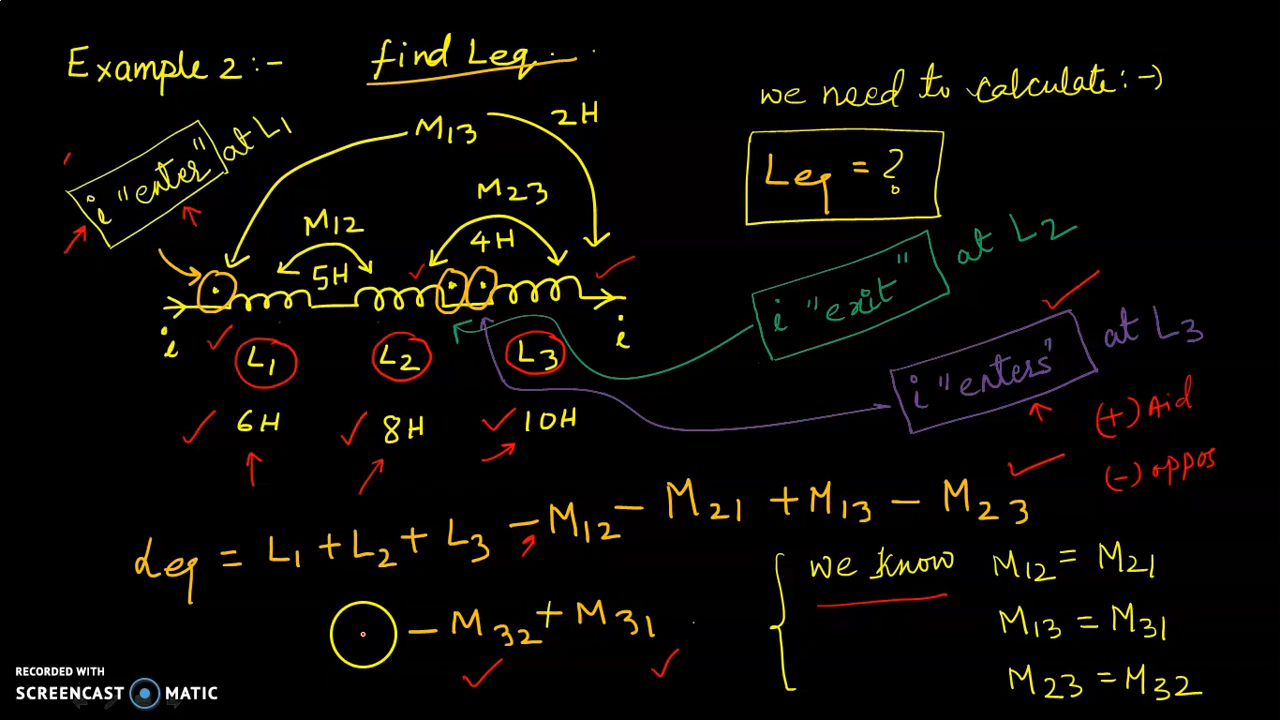 Example 2 :-
find Leq.
we need to calculate :-)
i "enter" at L1
M13
2H
Leq = ?
M23
M12
4H
5H
i "exit" at L2
i
i
L1
L2
L3
i "enters" at L3
6H
8H
10H
(+) Aid
(-) oppos
Leq = L1 + L2 + L3 - M12 - M21 + M13 - M23
- M32 + M31
we know
M12 = M21
M13 = M31
M23 = M32
RECORDED WITH
SCREENCAST MATIC